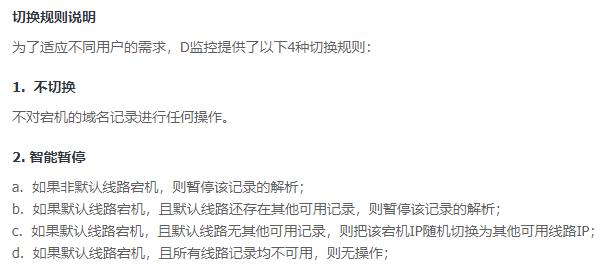 切换规则说明
为了适应不同用户的需求，D监控提供了以下4种切换规则：
1. 不切换
不对宕机的域名记录进行任何操作。
2. 智能暂停
a. 如果非默认线路宕机，则暂停该记录的解析；
b. 如果默认线路宕机，且默认线路还存在其他可用记录，则暂停该记录的解析；
c. 如果默认线路宕机，且默认线路无其他可用记录，则把该宕机IP随机切换为其他可用线路IP；
d. 如果默认线路宕机，且所有线路记录均不可用，则无操作；